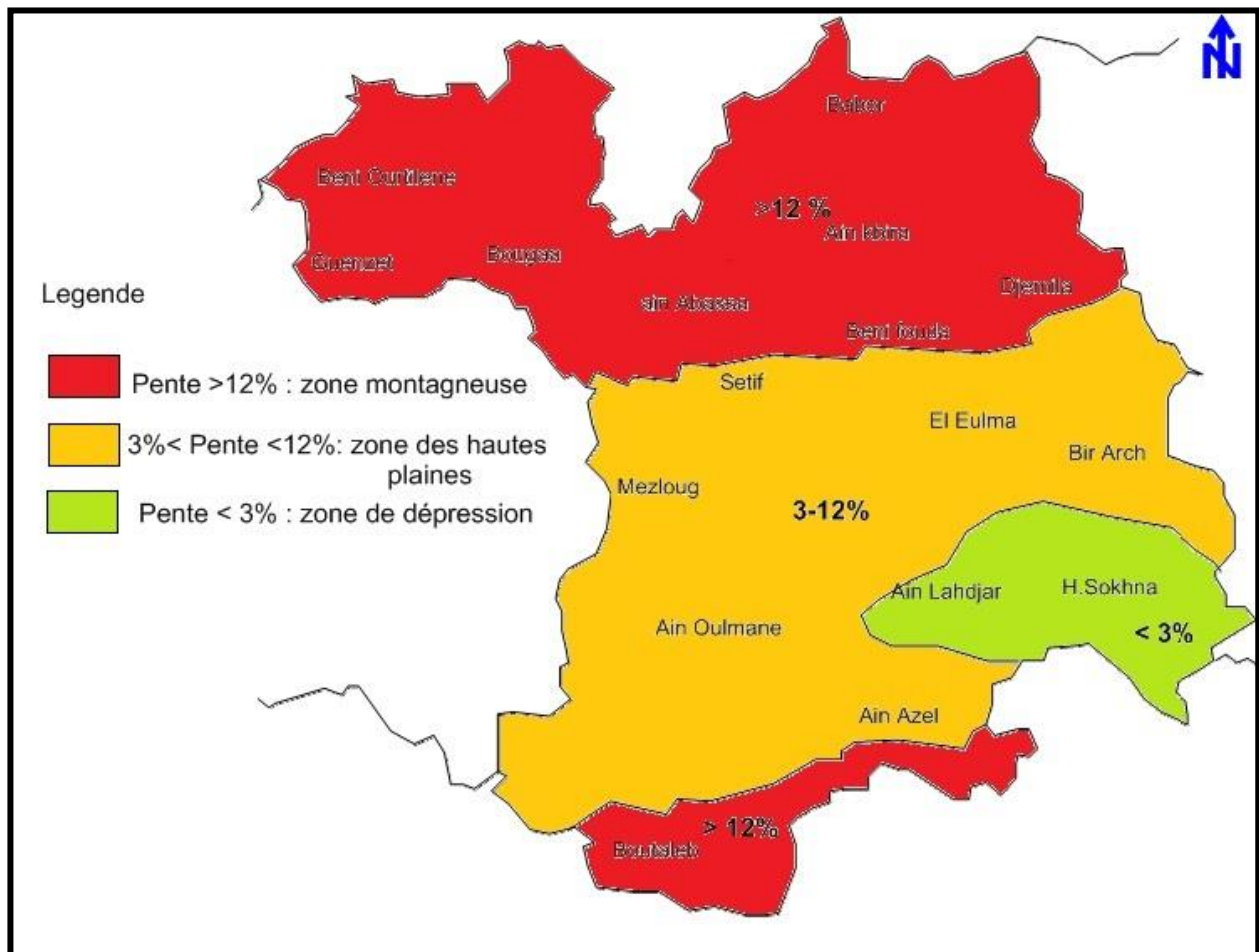 N
Babor
Beni Ourtilene
>12 %
Ain kbira
Guenzet
Bougaa
Djemila
Legende
ain Abassa
Beni fouda
Pente >12% : zone montagneuse
Setif
3%< Pente <12%: zone des hautes
plaines
El Eulma
Bir Arch
Mezloug
3-12%
Pente < 3% : zone de dépression
Ain Lahdjar
H.Sokhna
Ain Oulmane
< 3%
Ain Azel
> 12%
Boutaleb